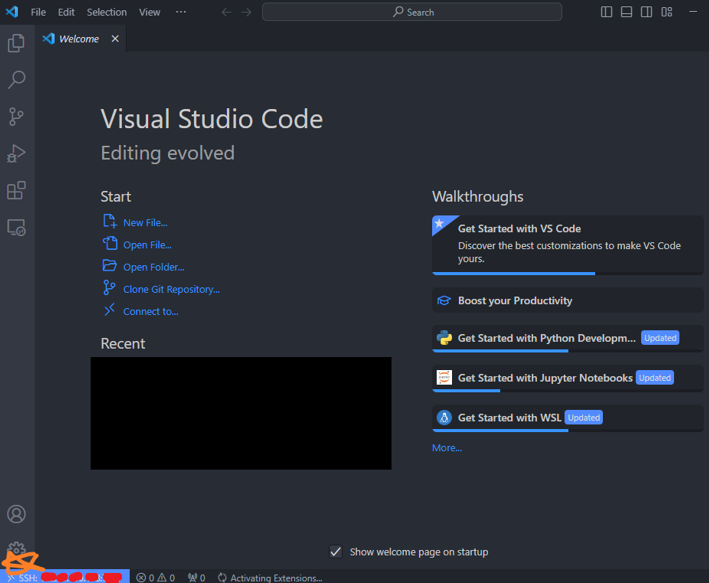 File Edit Selection View ··· Search
Welcome
Visual Studio Code
Editing evolved
Start
New File...
Open File...
Open Folder...
Clone Git Repository...
Connect to...
Recent
Walkthroughs
Get Started with VS Code
Discover the best customizations to make VS Code
yours.
Boost your Productivity
Get Started with Python Developm... Updated
Get Started with Jupyter Notebooks Updated
Get Started with WSL Updated
More...
Show welcome page on startup
SSH: 0 0 0 Activating Extensions...